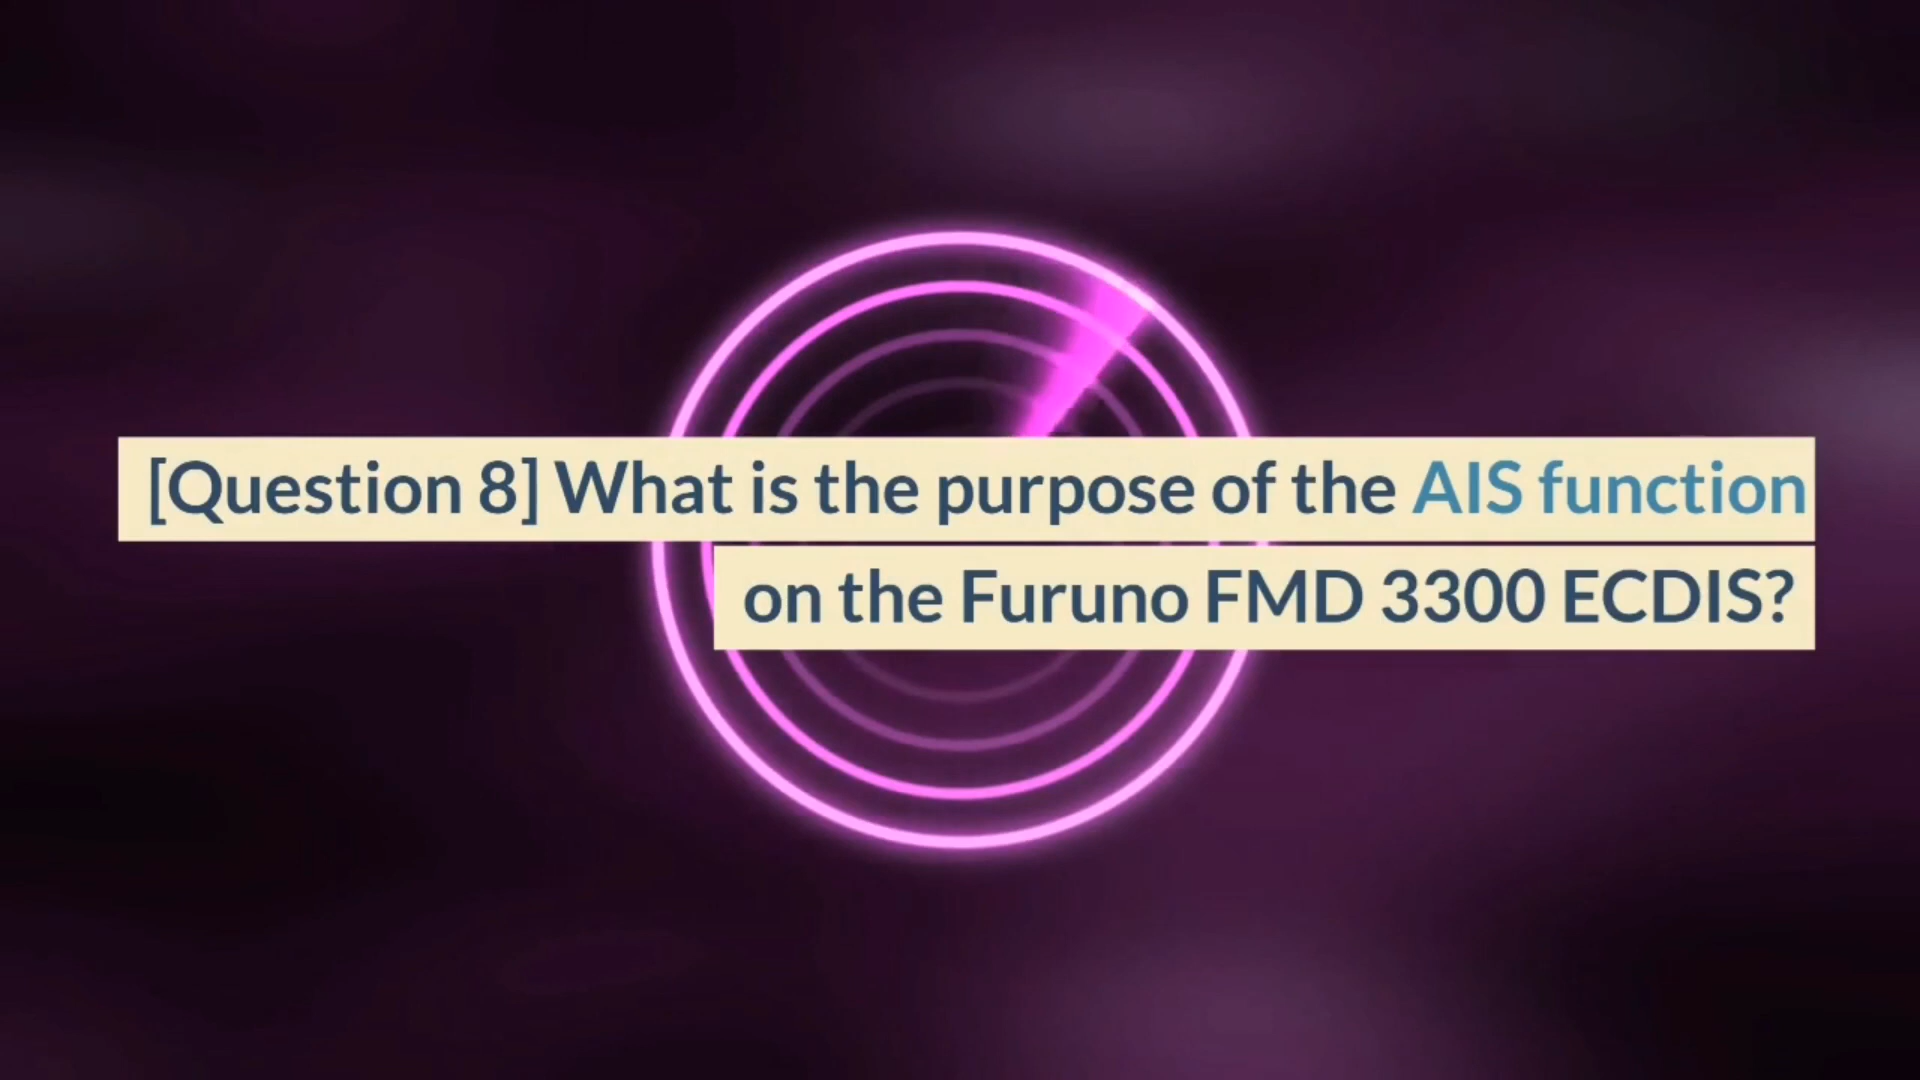 [Question 8] What is the purpose of the AIS function
on the Furuno FMD 3300 ECDIS?